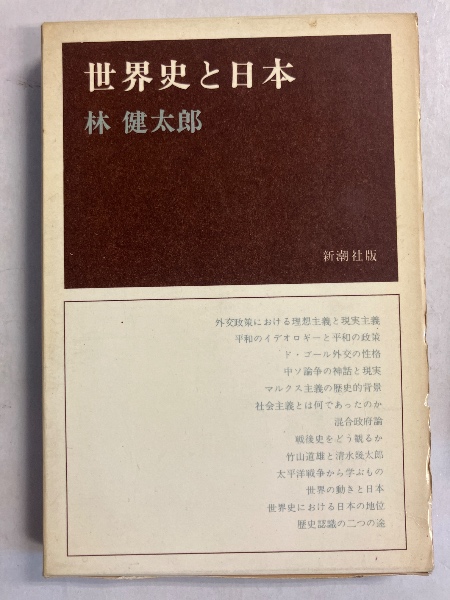 世界史と日本
林 健太郎
新潮社版
外交政策における理想主義と現実主義
平和のイデオロギーと平和の政策
ド・ゴール外交の性格
中ソ論争の神話と現実
マルクス主義の歴史的背景
社会主義とは何であったのか
混合政府論
戦後史をどう観るか
竹山道雄と清水幾太郎
太平洋戦争から学ぶもの
世界の動きと日本
世界史における日本の地位
歴史認識の二つの途